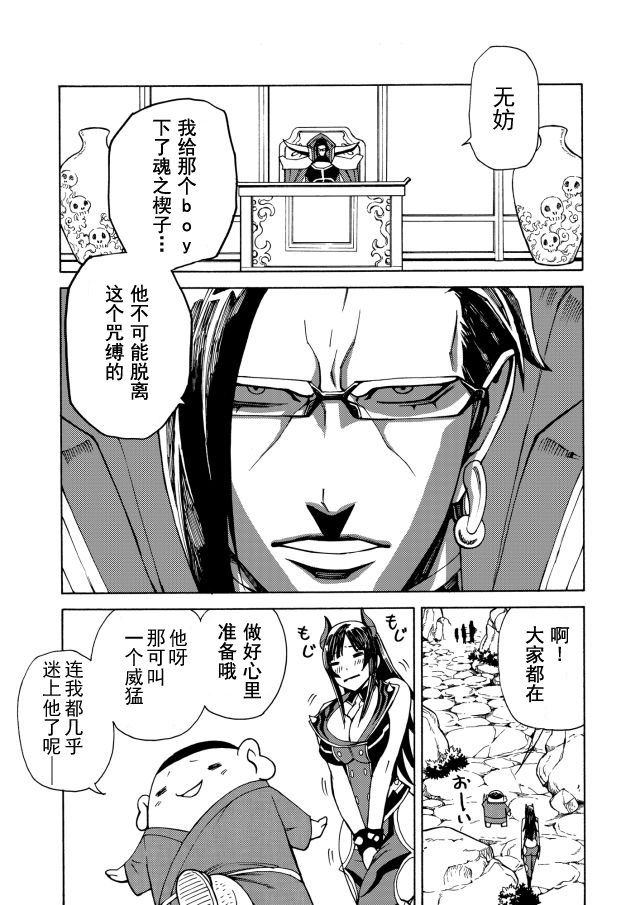 无妨
我给那个boy
下了魂之楔子…
他不可能脱离
这个咒缚的
啊！
大家都在
おーい
做好心里
准备哦
他呀
那可叫
一个威猛
连我都几乎
迷上他了呢—
もじ
もじ